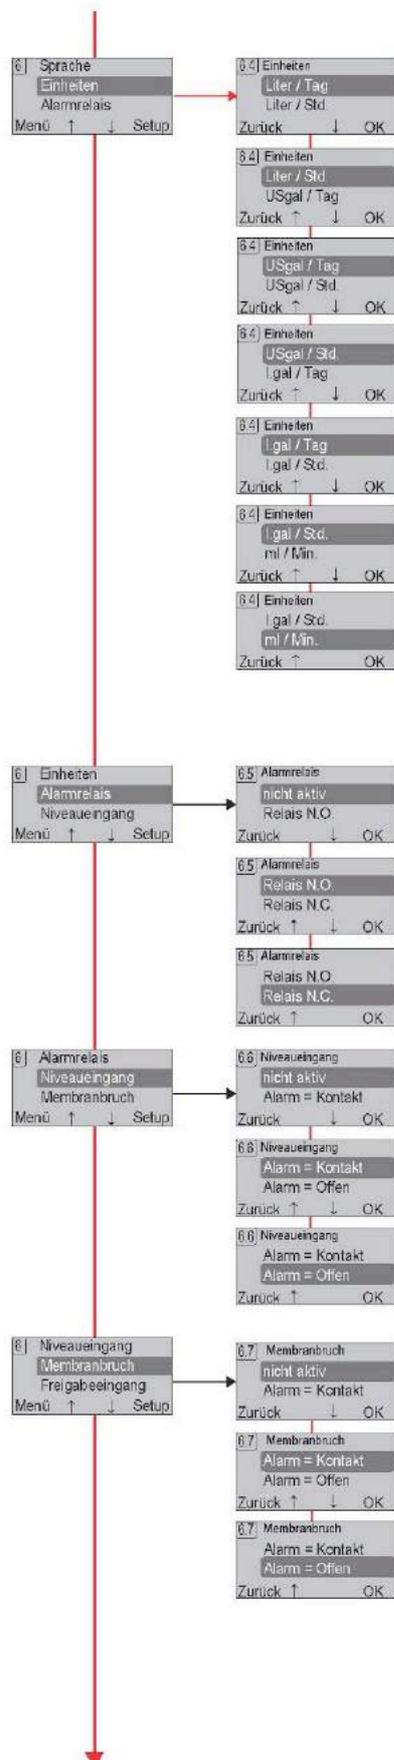 6 Sprache
Einheiten
Alarmrelais
Menü ↑ ↓ Setup
6.4 Einheiten
Liter / Tag
Liter / Std.
Zurück ↓ OK
6.4 Einheiten
Liter / Std.
USgal / Tag
Zurück ↑ ↓ OK
6.4 Einheiten
USgal / Tag
USgal / Std.
Zurück ↑ ↓ OK
6.4 Einheiten
USgal / Std.
I.gal / Tag
Zurück ↑ ↓ OK
6.4 Einheiten
I.gal / Tag
I.gal / Std.
Zurück ↑ ↓ OK
6.4 Einheiten
I.gal / Std.
ml / Min.
Zurück ↑ ↓ OK
6.4 Einheiten
I.gal / Std.
ml / Min.
Zurück ↑ OK
6 Einheiten
Alarmrelais
Niveaueingang
Menü ↑ ↓ Setup
6.5 Alarmrelais
nicht aktiv
Relais N.O.
Zurück ↓ OK
6.5 Alarmrelais
Relais N.O.
Relais N.C.
Zurück ↑ ↓ OK
6.5 Alarmrelais
Relais N.O.
Relais N.C.
Zurück ↑ OK
6 Alarmrelais
Niveaueingang
Membranbruch
Menü ↑ ↓ Setup
6.6 Niveaueingang
nicht aktiv
Alarm = Kontakt
Zurück ↓ OK
6.6 Niveaueingang
Alarm = Kontakt
Alarm = Offen
Zurück ↑ ↓ OK
6.6 Niveaueingang
Alarm = Kontakt
Alarm = Offen
Zurück ↑ OK
6 Niveaueingang
Membranbruch
Freigabeeingang
Menü ↑ ↓ Setup
6.7 Membranbruch
nicht aktiv
Alarm = Kontakt
Zurück ↓ OK
6.7 Membranbruch
Alarm = Kontakt
Alarm = Offen
Zurück ↑ ↓ OK
6.7 Membranbruch
Alarm = Kontakt
Alarm = Offen
Zurück ↑ OK